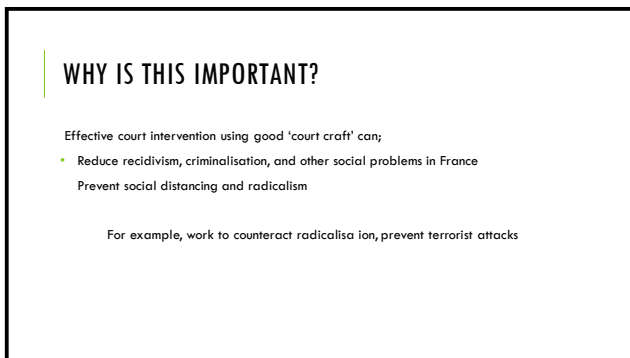 WHY IS THIS IMPORTANT?
Effective court intervention using good ‘court craft’ can;
• Reduce recidivism, criminalisation, and other social problems in France
Prevent social distancing and radicalism
For example, work to counteract radicalisa ion, prevent terrorist attacks